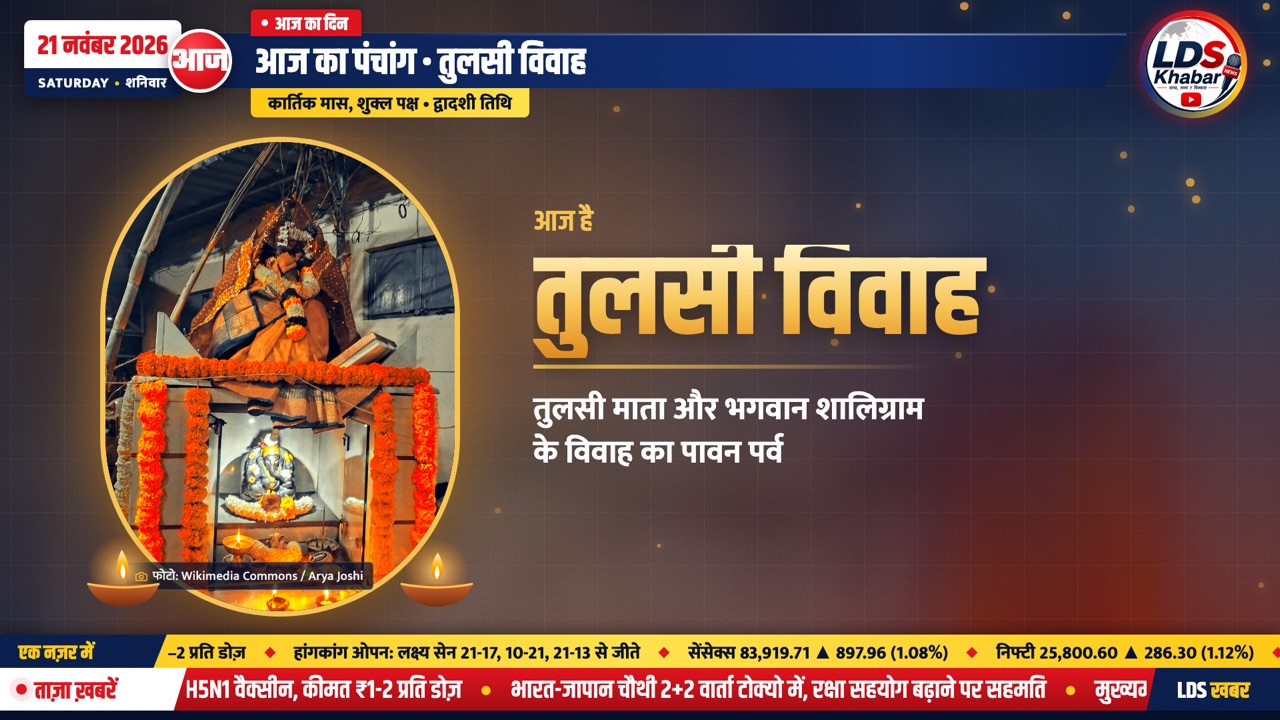 21 नवंबर 2026
SATURDAY • शनिवार
आज
• आज का दिन
आज का पंचांग • तुलसी विवाह
कार्तिक मास, शुक्ल पक्ष • द्वादशी तिथि
LDS
Khabar
NEWS
आज है
तुलसी विवाह
तुलसी माता और भगवान शालिग्राम
के विवाह का पावन पर्व
फोटो: Wikimedia Commons / Arya Joshi
एक नज़र में
–2 प्रति डोज़ ◆ हांगकांग ओपन: लक्ष्य सेन 21-17, 10-21, 21-13 से जीते ◆ सेंसेक्स 83,919.71 ▲ 897.96 (1.08%) ◆ निफ्टी 25,800.60 ▲ 286.30 (1.12%) ◆
ताज़ा ख़बरें
H5N1 वैक्सीन, कीमत ₹1-2 प्रति डोज़ • भारत-जापान चौथी 2+2 वार्ता टोक्यो में, रक्षा सहयोग बढ़ाने पर सहमति •
LDS खबर